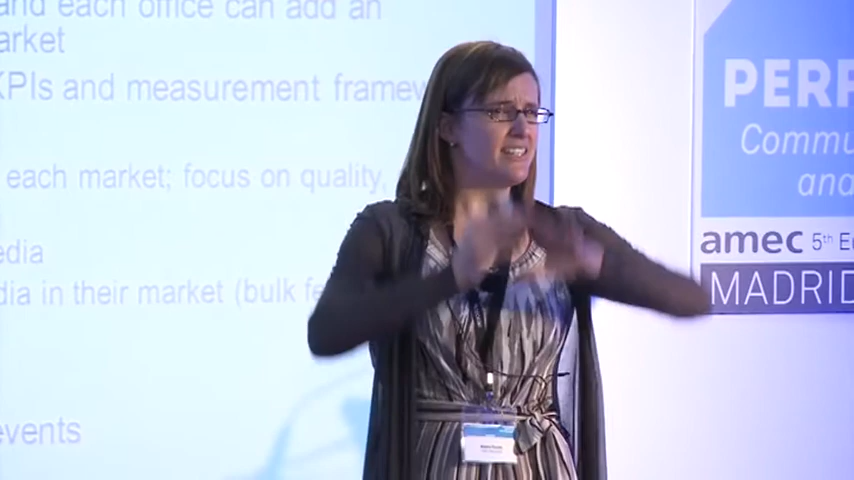 and each office can add an
arket
KPIs and measurement framew
each market; focus on quality,
edia
dia in their market (bulk fe
events
PERF
Commu
and
amec 5th E
MADRID